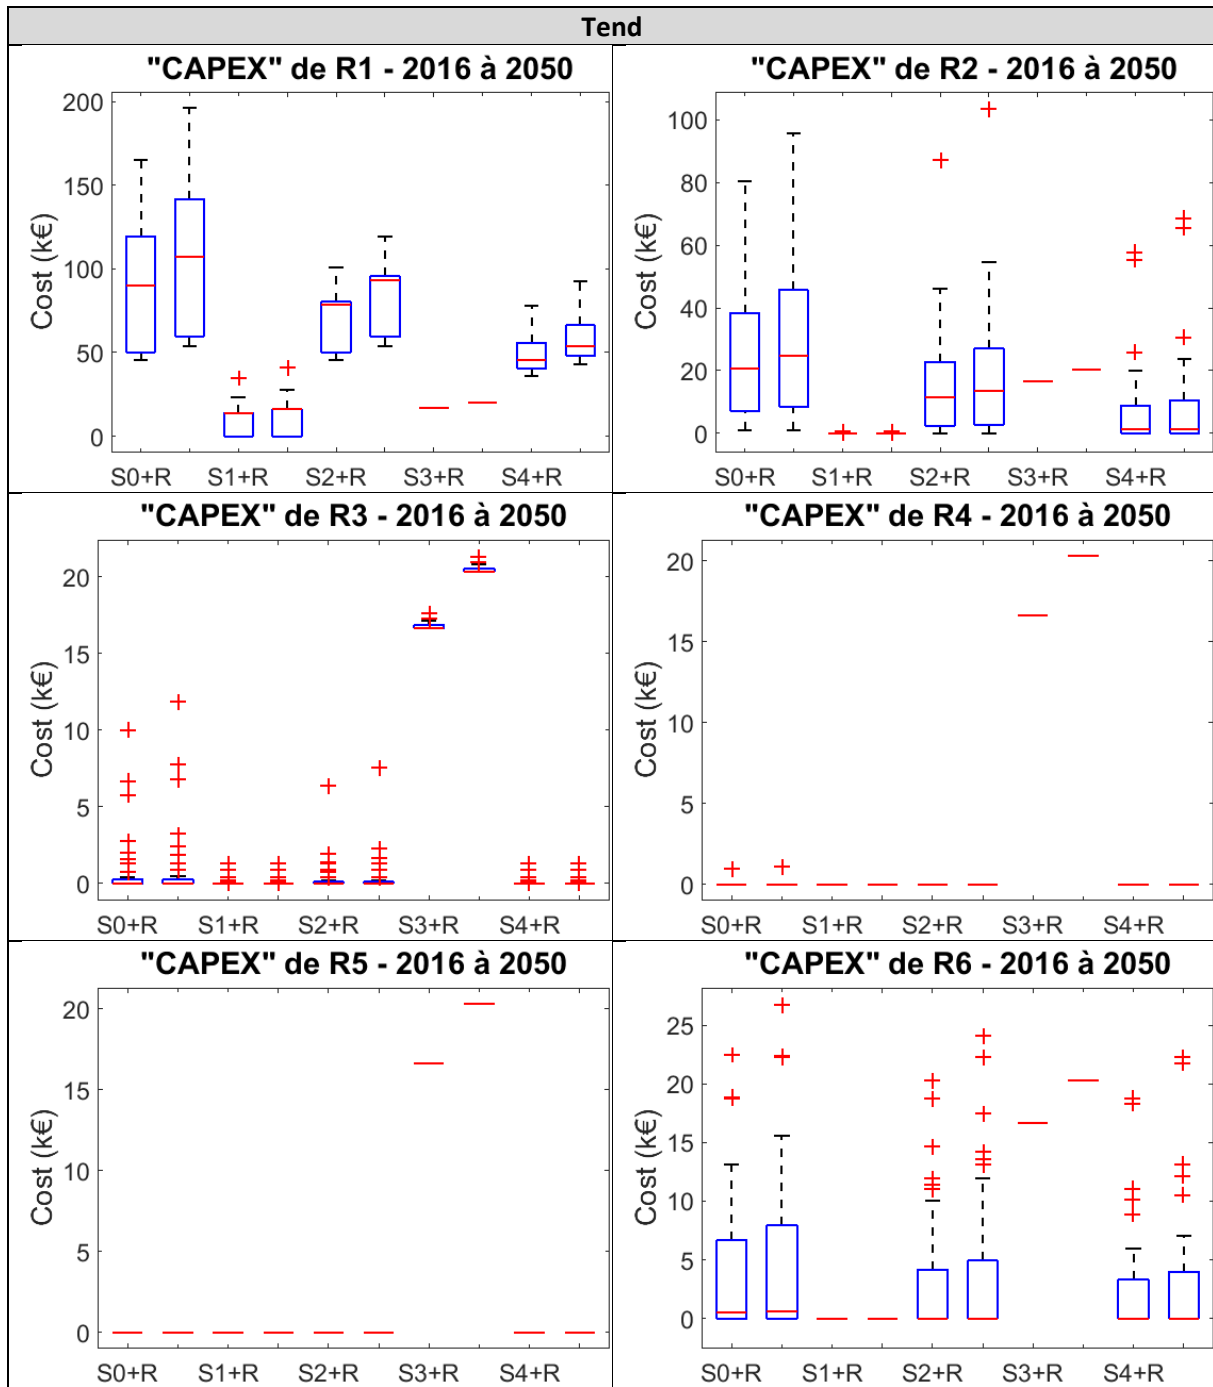 Tend
"CAPEX" de R1 - 2016 à 2050
Cost (k€)
200
150
100
50
0
S0+R S1+R S2+R S3+R S4+R
"CAPEX" de R2 - 2016 à 2050
Cost (k€)
100
80
60
40
20
0
S0+R S1+R S2+R S3+R S4+R
"CAPEX" de R3 - 2016 à 2050
Cost (k€)
20
15
10
5
0
S0+R S1+R S2+R S3+R S4+R
"CAPEX" de R4 - 2016 à 2050
Cost (k€)
20
15
10
5
0
S0+R S1+R S2+R S3+R S4+R
"CAPEX" de R5 - 2016 à 2050
Cost (k€)
20
15
10
5
0
S0+R S1+R S2+R S3+R S4+R
"CAPEX" de R6 - 2016 à 2050
Cost (k€)
25
20
15
10
5
0
S0+R S1+R S2+R S3+R S4+R